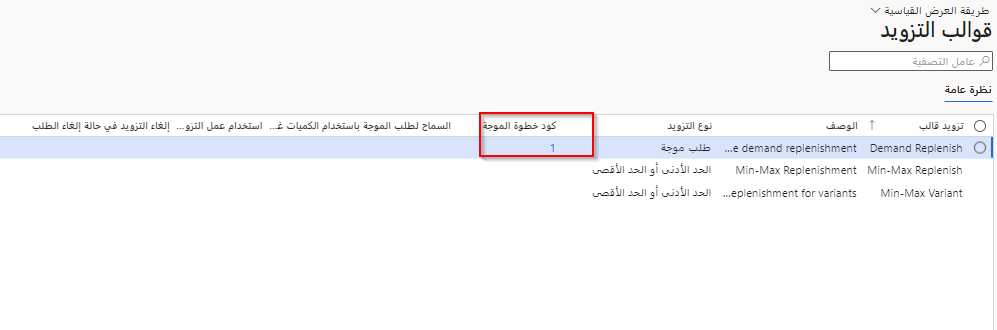 طريقة العرض القياسية
قوالب التزويد
عامل التصفية
نظرة عامة
تزويد قالب ↑ الوصف نوع التزويد كود خطوة الموجة السماح لطلب الموجة باستخدام الكميات غ... استخدام عمل التزو... إلغاء التزويد في حالة إلغاء الطلب
Demand Replenish ...e demand replenishment طلب موجة 1
Min-Max Replenish Min-Max Replenishment الحد الأدنى أو الحد الأقصى
Min-Max Variant ...eplenishment for variants الحد الأدنى أو الحد الأقصى